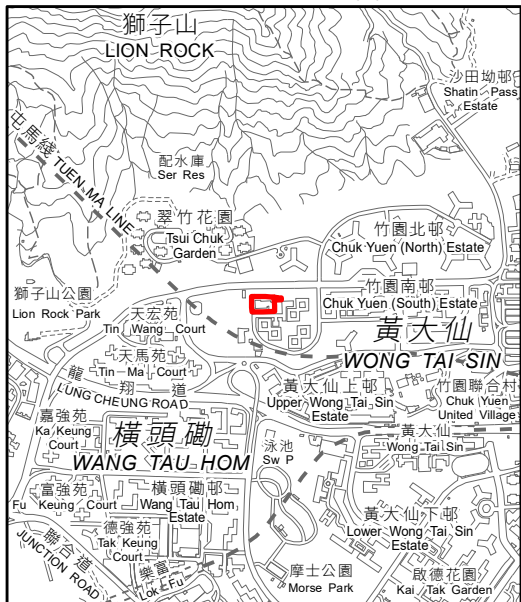 獅子山
LION ROCK
沙田坳邨
Shatin Pass
Estate
屯馬綫 TUEN MA LINE
配水庫
Ser Res
翠竹花園
Tsui Chuk
Garden
竹園北邨
Chuk Yuen (North) Estate
獅子山公園
Lion Rock Park
竹園南邨
Chuk Yuen (South) Estate
天宏苑
Tin Wang Court
黃大仙
WONG TAI SIN
天馬苑
Tin Ma Court
龍翔道
LUNG CHEUNG ROAD
黃大仙上邨
Upper Wong Tai Sin
Estate
竹園聯合村
Chuk Yuen
United Village
嘉強苑
Ka Keung
Court
橫頭磡
WANG TAU HOM
泳池
Sw P
黃大仙
Wong Tai Sin
富強苑
Fu Keung Court
橫頭磡邨
Wang Tau Hom
Estate
黃大仙下邨
Lower Wong Tai Sin
Estate
德強苑
Tak Keung
Court
聯合道
JUNCTION ROAD
樂富
Lok Fu
摩士公園
Morse Park
啟德花園
Kai Tak Garden